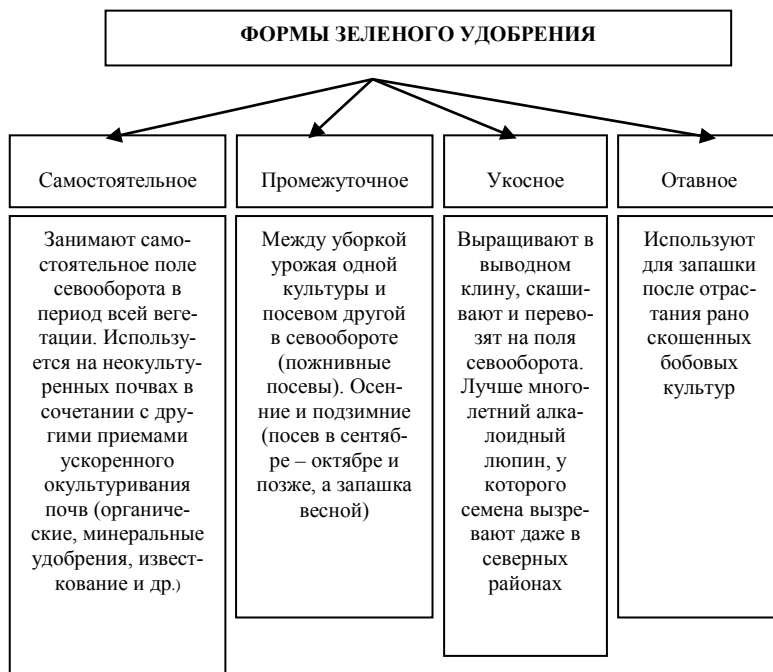 ФОРМЫ ЗЕЛЕНОГО УДОБРЕНИЯ
Самостоятельное
Промежуточное
Укосное
Отавное
Занимают само-
стоятельное поле
севооборота в
период всей веге-
тации. Использу-
ется на неокульту-
ренных почвах в
сочетании с дру-
гими приемами
ускоренного
окультуривания
почв (органиче-
ские, минеральные
удобрения, извест-
кование и др.)
Между уборкой
урожая одной
культуры и
посевом другой
в севообороте
(пожнивные
посевы). Осен-
ние и подзимние
(посев в сентяб-
ре – октябре и
позже, а запашка
весной)
Выращивают в
выводном
клину, скаши-
вают и перево-
зят на поля
севооборота.
Лучше много-
летний алка-
лоидный
люпин, у
которого
семена вызре-
вают даже в
северных
районах
Используют
для запашки
после отрас-
тания рано
скошенных
бобовых
культур